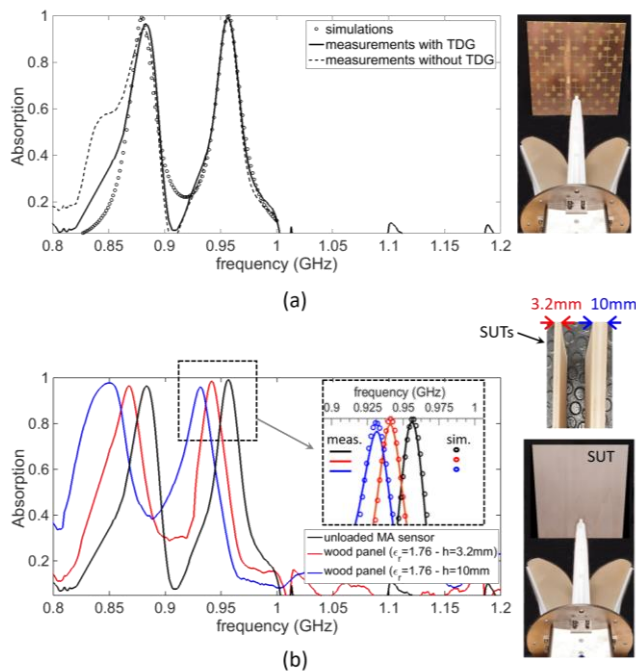 1
0.8
0.6
0.4
0.2
Absorption
simulations
measurements with TDG
measurements without TDG
0.8 0.85 0.9 0.95 1 1.05 1.1 1.15 1.2
frequency (GHz)
(a)
3.2mm 10mm
SUTs
1
0.8
0.6
0.4
0.2
Absorption
frequency (GHz)
0.9 0.925 0.95 0.975 1
meas. sim.
unloaded MA sensor
wood panel (ϵr=1.76 - h=3.2mm)
wood panel (ϵr=1.76 - h=10mm
0.8 0.85 0.9 0.95 1 1.05 1.1 1.15 1.2
frequency (GHz)
SUT
(b)